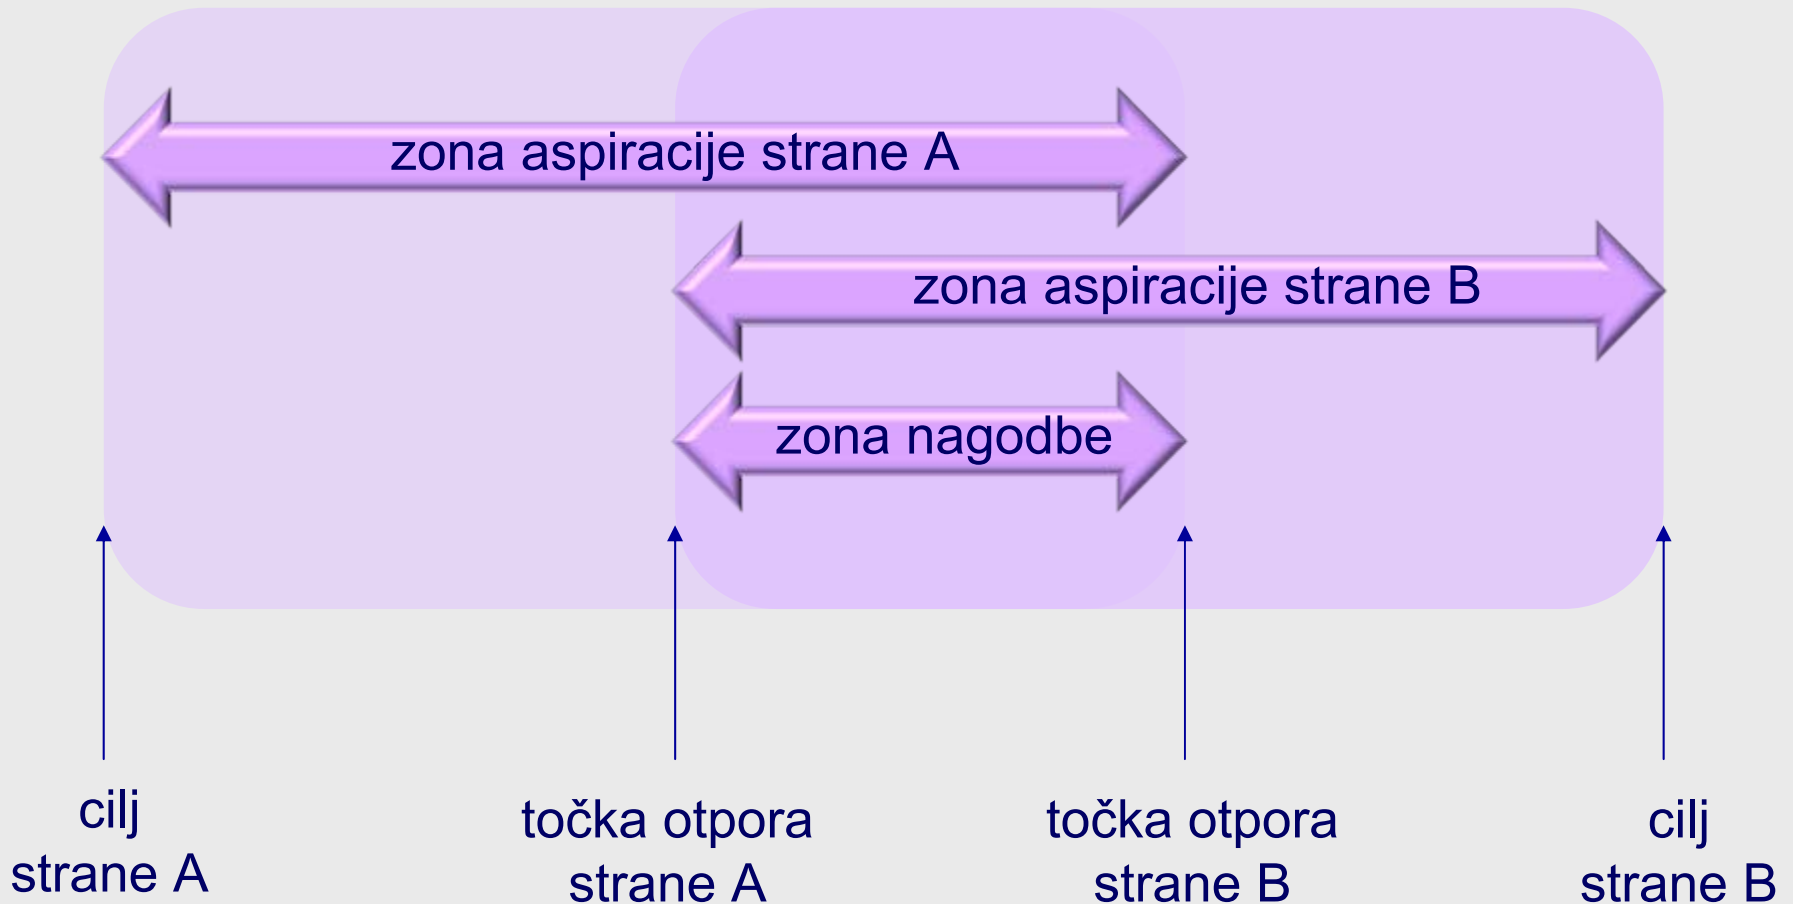 zona aspiracije strane A
zona aspiracije strane B
zona nagodbe
cilj
strane A
točka otpora
strane A
točka otpora
strane B
cilj
strane B